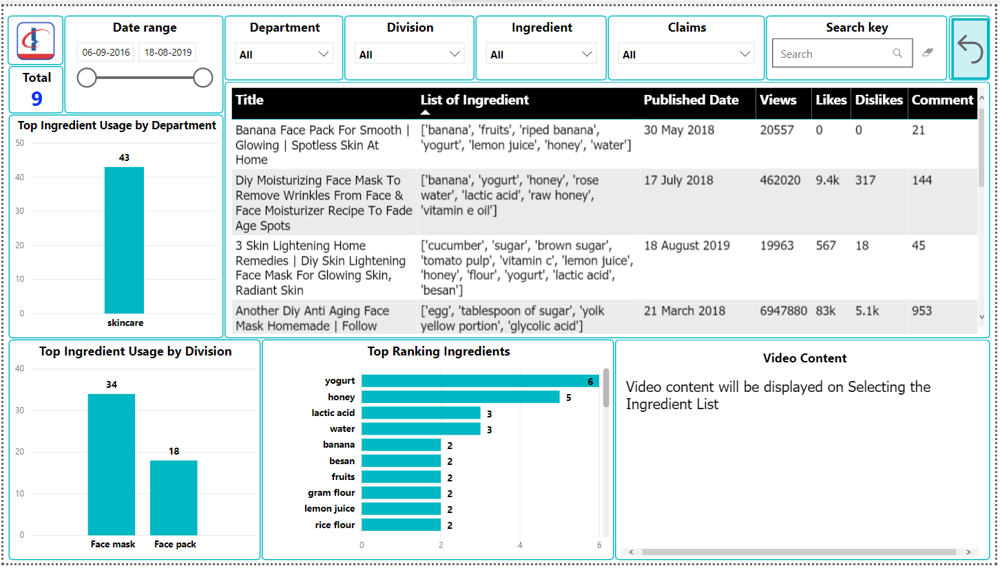 Date range
06-09-2016
18-08-2019
Department
All
Division
All
Ingredient
All
Claims
All
Search key
Search
Total
9
Title
List of Ingredient
Published Date
Views
Likes
Dislikes
Comment
Banana Face Pack For Smooth |
Glowing | Spotless Skin At
Home
['banana', 'fruits', 'riped banana',
'yogurt', 'lemon juice', 'honey', 'water']
30 May 2018
20557
0
0
21
Diy Moisturizing Face Mask To
Remove Wrinkles From Face &
Face Moisturizer Recipe To Fade
Age Spots
['banana', 'yogurt', 'honey', 'rose
water', 'lactic acid', 'raw honey',
'vitamin e oil']
17 July 2018
462020
9.4k
317
144
3 Skin Lightening Home
Remedies | Diy Skin Lightening
Face Mask For Glowing Skin,
Radiant Skin
['cucumber', 'sugar', 'brown sugar',
'tomato pulp', 'vitamin c', 'lemon juice',
'honey', 'flour', 'yogurt', 'lactic acid',
'besan']
18 August 2019
19963
567
18
45
Another Diy Anti Aging Face
Mask Homemade | Follow
['egg', 'tablespoon of sugar', 'yolk
yellow portion', 'glycolic acid']
21 March 2018
6947880
83k
5.1k
953
Top Ingredient Usage by Department
50
40
30
20
10
0
43
skincare
Top Ingredient Usage by Division
40
30
20
10
0
34
18
Face mask
Face pack
Top Ranking Ingredients
yogurt 6
honey 5
lactic acid 3
water 3
banana 2
besan 2
fruits 2
gram flour 2
lemon juice 2
rice flour 2
0 2 4 6
Video Content
Video content will be displayed on Selecting the
Ingredient List